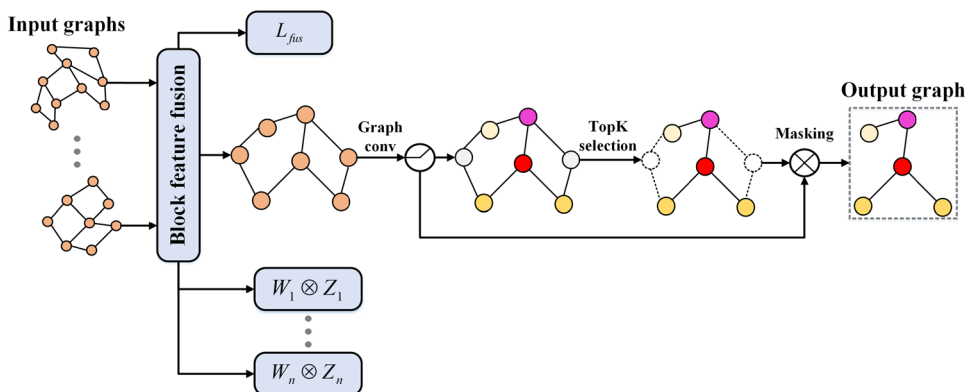 Input graphs
L_fus
Block feature fusion
Graph
conv
TopK
selection
Masking
Output graph
W_1 ⊗ Z_1
W_n ⊗ Z_n